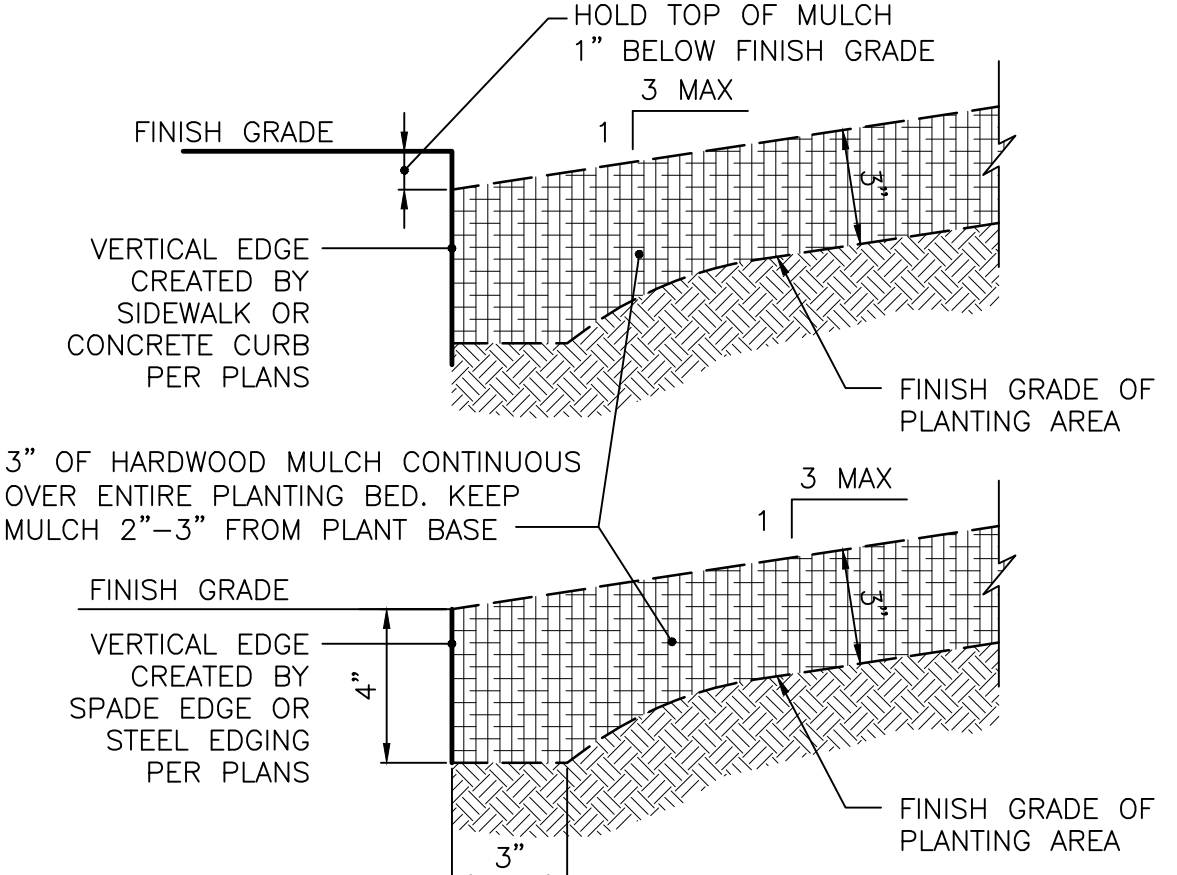 HOLD TOP OF MULCH
1” BELOW FINISH GRADE
3 MAX
1
FINISH GRADE
3”
VERTICAL EDGE
CREATED BY
SIDEWALK OR
CONCRETE CURB
PER PLANS
FINISH GRADE OF
PLANTING AREA
3” OF HARDWOOD MULCH CONTINUOUS
OVER ENTIRE PLANTING BED. KEEP
MULCH 2”–3” FROM PLANT BASE
3 MAX
1
FINISH GRADE
3”
VERTICAL EDGE
CREATED BY
SPADE EDGE OR
STEEL EDGING
PER PLANS
4”
FINISH GRADE OF
PLANTING AREA
3”